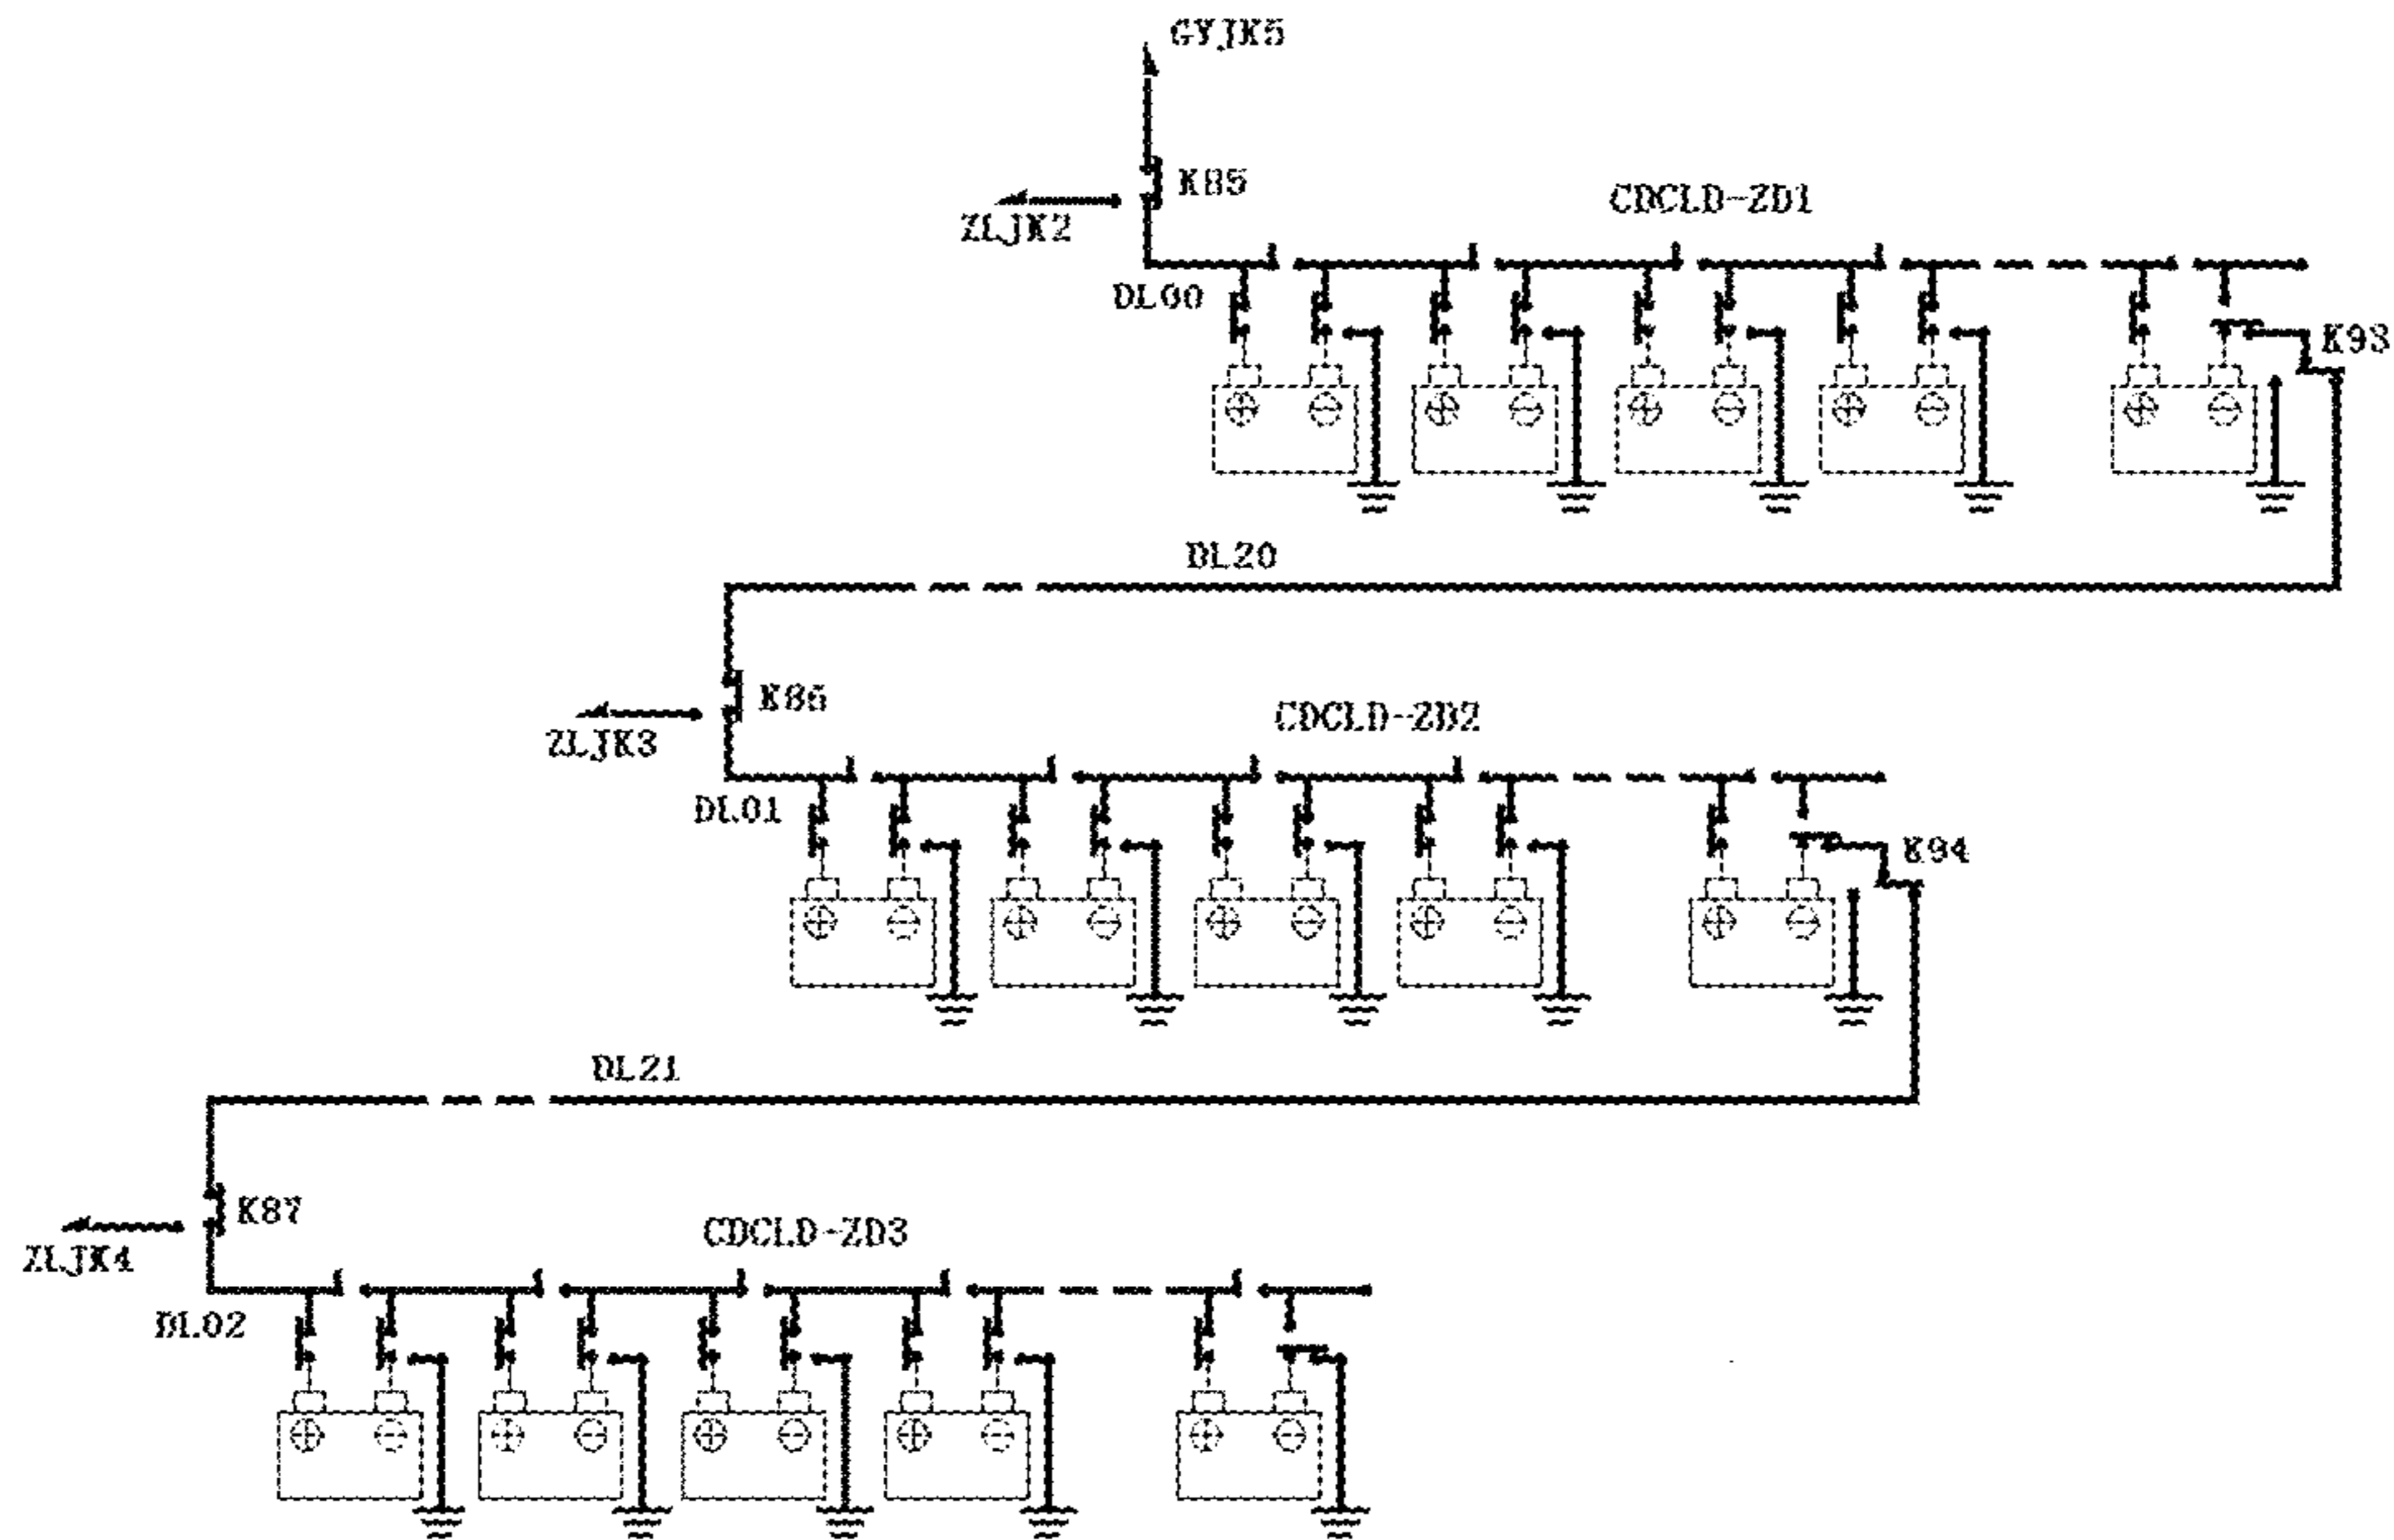 GYJK5
K85
ZLJK2
CDCLD-ZD1
DL00
K93
DL20
K86
ZLJK3
CDCLD-ZD2
DL01
K94
DL21
K87
ZLJK4
CDCLD-ZD3
DL02